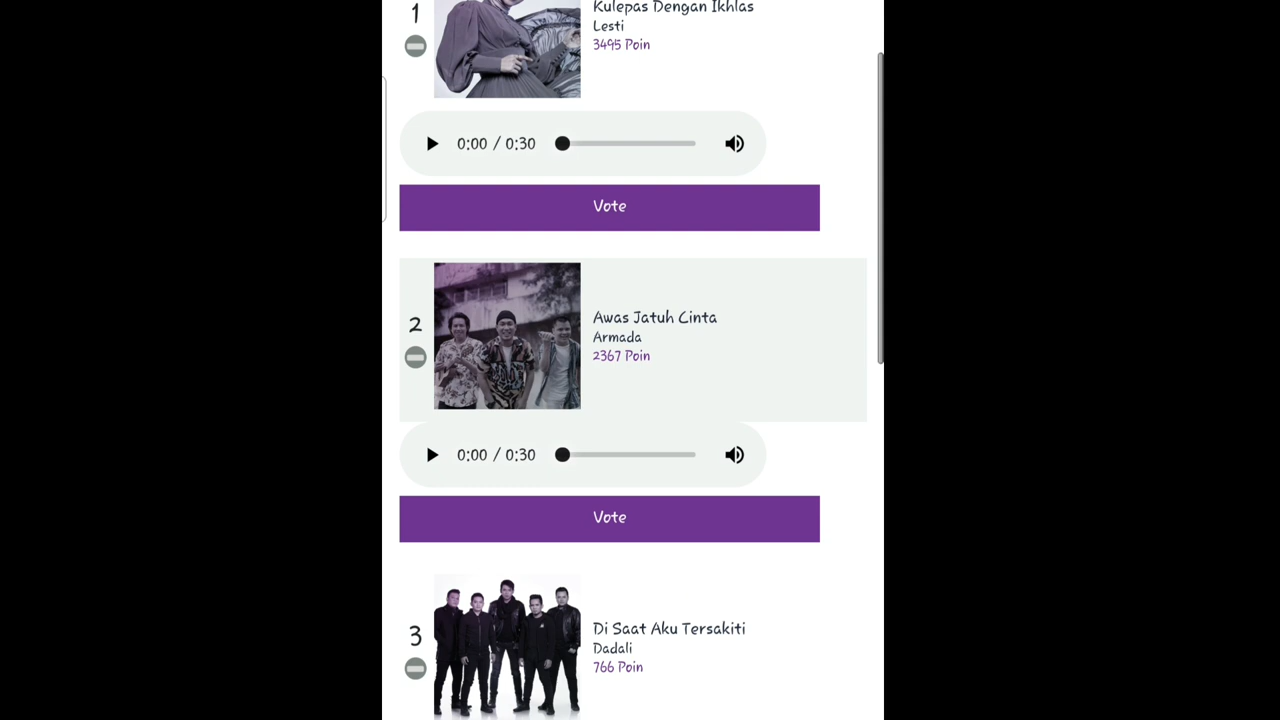 1
Kulepas Dengan Ikhlas
Lesti
3495 Poin
0:00 / 0:30
Vote
2
Awas Jatuh Cinta
Armada
2367 Poin
0:00 / 0:30
Vote
3
Di Saat Aku Tersakiti
Dadali
766 Poin